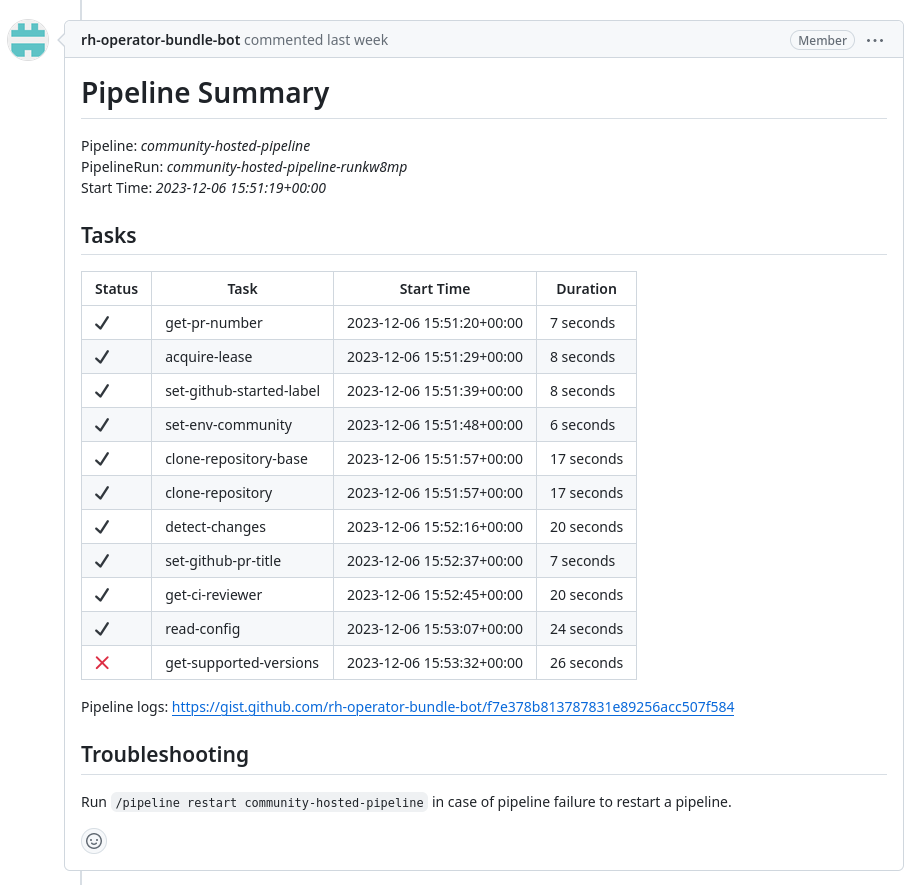 rh-operator-bundle-bot commented last week Member
Pipeline Summary
Pipeline: community-hosted-pipeline
PipelineRun: community-hosted-pipeline-runkw8mp
Start Time: 2023-12-06 15:51:19+00:00
Tasks
Status Task Start Time Duration
get-pr-number 2023-12-06 15:51:20+00:00 7 seconds
acquire-lease 2023-12-06 15:51:29+00:00 8 seconds
set-github-started-label 2023-12-06 15:51:39+00:00 8 seconds
set-env-community 2023-12-06 15:51:48+00:00 6 seconds
clone-repository-base 2023-12-06 15:51:57+00:00 17 seconds
clone-repository 2023-12-06 15:51:57+00:00 17 seconds
detect-changes 2023-12-06 15:52:16+00:00 20 seconds
set-github-pr-title 2023-12-06 15:52:37+00:00 7 seconds
get-ci-reviewer 2023-12-06 15:52:45+00:00 20 seconds
read-config 2023-12-06 15:53:07+00:00 24 seconds
get-supported-versions 2023-12-06 15:53:32+00:00 26 seconds
Pipeline logs: https://gist.github.com/rh-operator-bundle-bot/f7e378b813787831e89256acc507f584
Troubleshooting
Run /pipeline restart community-hosted-pipeline in case of pipeline failure to restart a pipeline.